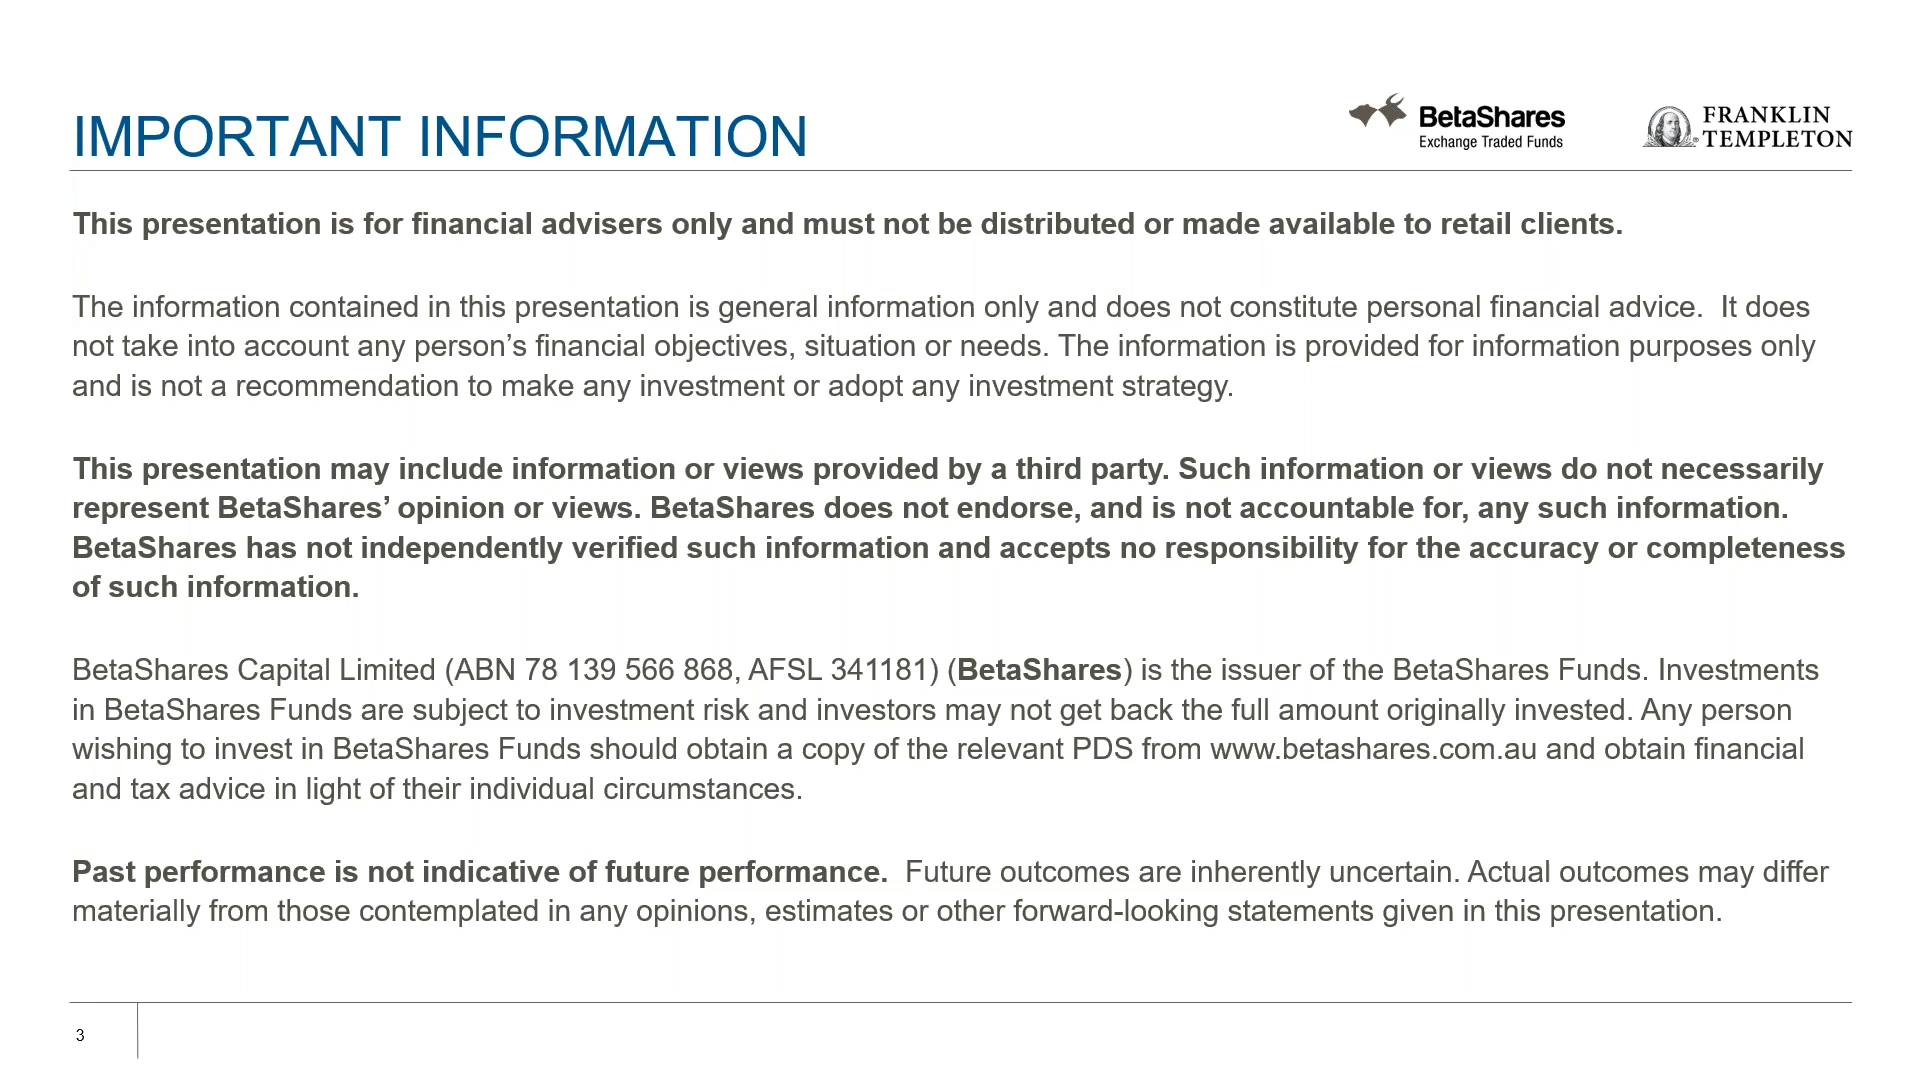 IMPORTANT INFORMATION
BetaShares
Exchange Traded Funds
FRANKLIN
TEMPLETON
This presentation is for financial advisers only and must not be distributed or made available to retail clients.
The information contained in this presentation is general information only and does not constitute personal financial advice.  It does
not take into account any person’s financial objectives, situation or needs. The information is provided for information purposes only
and is not a recommendation to make any investment or adopt any investment strategy.
This presentation may include information or views provided by a third party. Such information or views do not necessarily
represent BetaShares’ opinion or views. BetaShares does not endorse, and is not accountable for, any such information.
BetaShares has not independently verified such information and accepts no responsibility for the accuracy or completeness
of such information.
BetaShares Capital Limited (ABN 78 139 566 868, AFSL 341181) (BetaShares) is the issuer of the BetaShares Funds. Investments
in BetaShares Funds are subject to investment risk and investors may not get back the full amount originally invested. Any person
wishing to invest in BetaShares Funds should obtain a copy of the relevant PDS from www.betashares.com.au and obtain financial
and tax advice in light of their individual circumstances.
Past performance is not indicative of future performance.  Future outcomes are inherently uncertain. Actual outcomes may differ
materially from those contemplated in any opinions, estimates or other forward-looking statements given in this presentation.
3